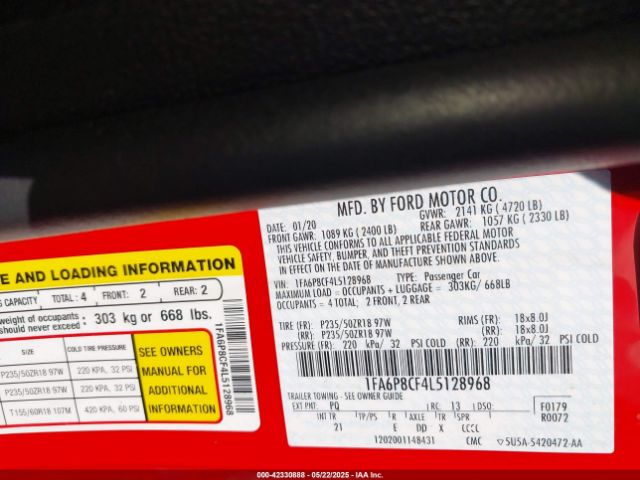 MFD. BY FORD MOTOR CO.
01/20 GVWR: 2141 KG ( 4720 LB)
FRONT GAWR: 1089 KG ( 2400 LB) REAR GAWR: 1057 KG ( 2330 LB)
THIS VEHICLE CONFORMS TO ALL APPLICABLE FEDERAL MOTOR
VEHICLE SAFETY, BUMPER, AND THEFT PREVENTION STANDARDS
IN EFFECT ON THE DATE OF MANUFACTURE SHOWN ABOVE.
VIN: 1FA6P8CF4L5128968 TYPE: Passenger Car
MAXIMUM LOAD = OCCUPANTS + LUGGAGE = 303KG/ 668LB
OCCUPANTS = 4 TOTAL; 2 FRONT, 2 REAR
TIRE (FR): P235/50ZR18 97W RIMS (FR): 18x8.0J
(RR): P235/50ZR18 97W (RR): 18x8.0J
PRESSURE (FR): 220 kPa/ 32 PSI COLD (RR): 220 kPa/ 32 PSI COLD
1FA6P8CF4L5128968
TRAILER TOWING - SEE OWNER GUIDE
EXT PNT: PQ RC: 13 DSO: F0179
INT TR TP/PS R AXLE TR R0072
21 E
1202001148431 CMC SU5A-5420472-AA
E AND LOADING INFORMATION
G CAPACITY TOTAL: 4 FRONT: 2 REAR: 2
weight of occupants
should never exceed: 303 kg or 668 lbs.
SIZE COLD TIRE PRESSURE
P235/50ZR18 97W 220 KPA, 32 PSI
P235/50ZR18 97W 220 KPA, 32 PSI
T155/60R18 107M 420 KPA, 60 PSI
SEE OWNERS
MANUAL FOR
ADDITIONAL
INFORMATION
1FA6P8CF4L5128968
000-42330888 - 05/22/2025 - IAAI.COM